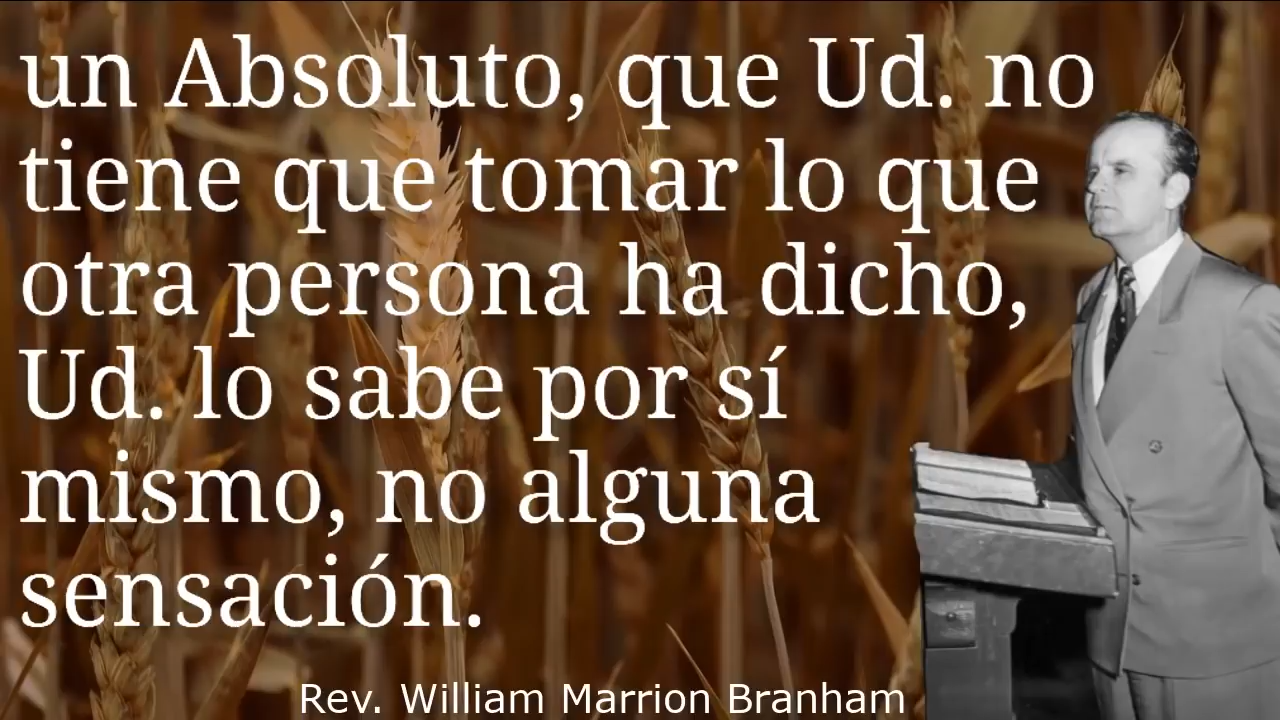 un Absoluto, que Ud. no
tiene que tomar lo que
otra persona ha dicho,
Ud. lo sabe por sí
mismo, no alguna
sensación.
Rev. William Marrion Branham